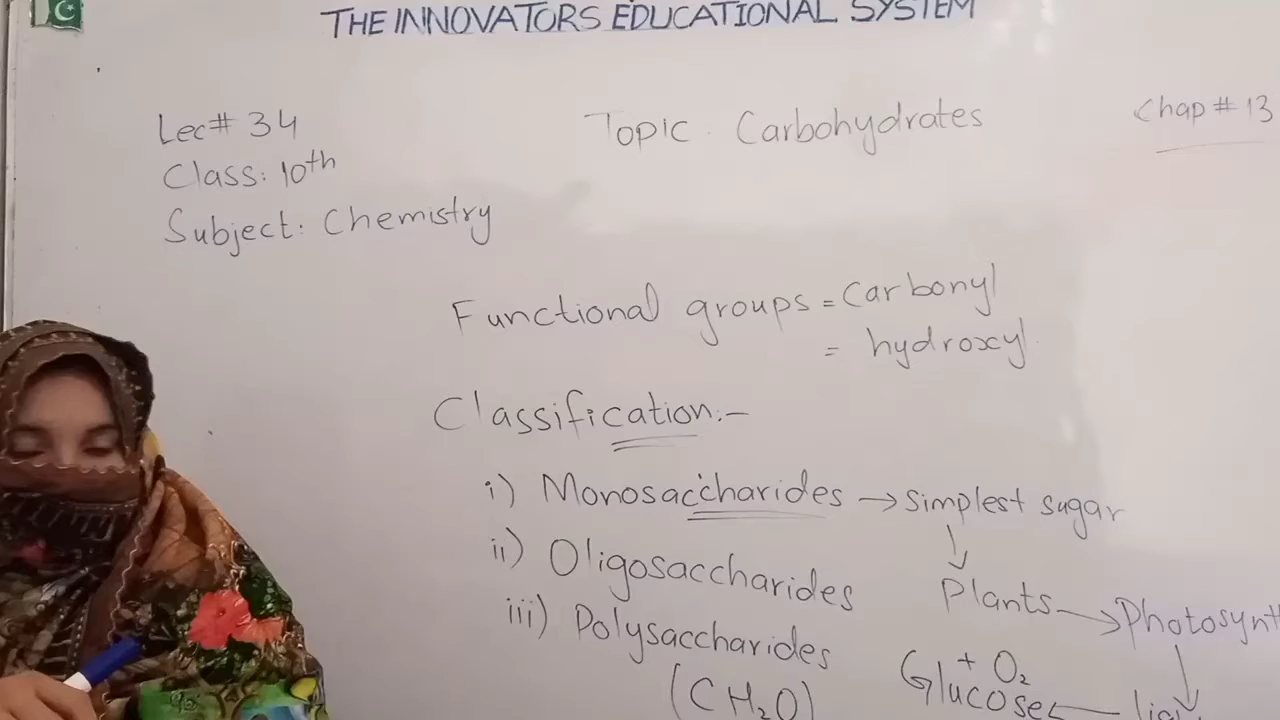 THE INNOVATORS EDUCATIONAL SYSTEM
Lec# 34
Class: 10th
Subject: Chemistry
Topic: Carbohydrates
Chap # 13
Functional groups = Carbonyl
= hydroxyl
Classification:-
i) Monosaccharides → simplest sugar
ii) Oligosaccharides
Plants → Photosynt
iii) Polysaccharides
+ O₂
Glucose ←
(CH₂O)